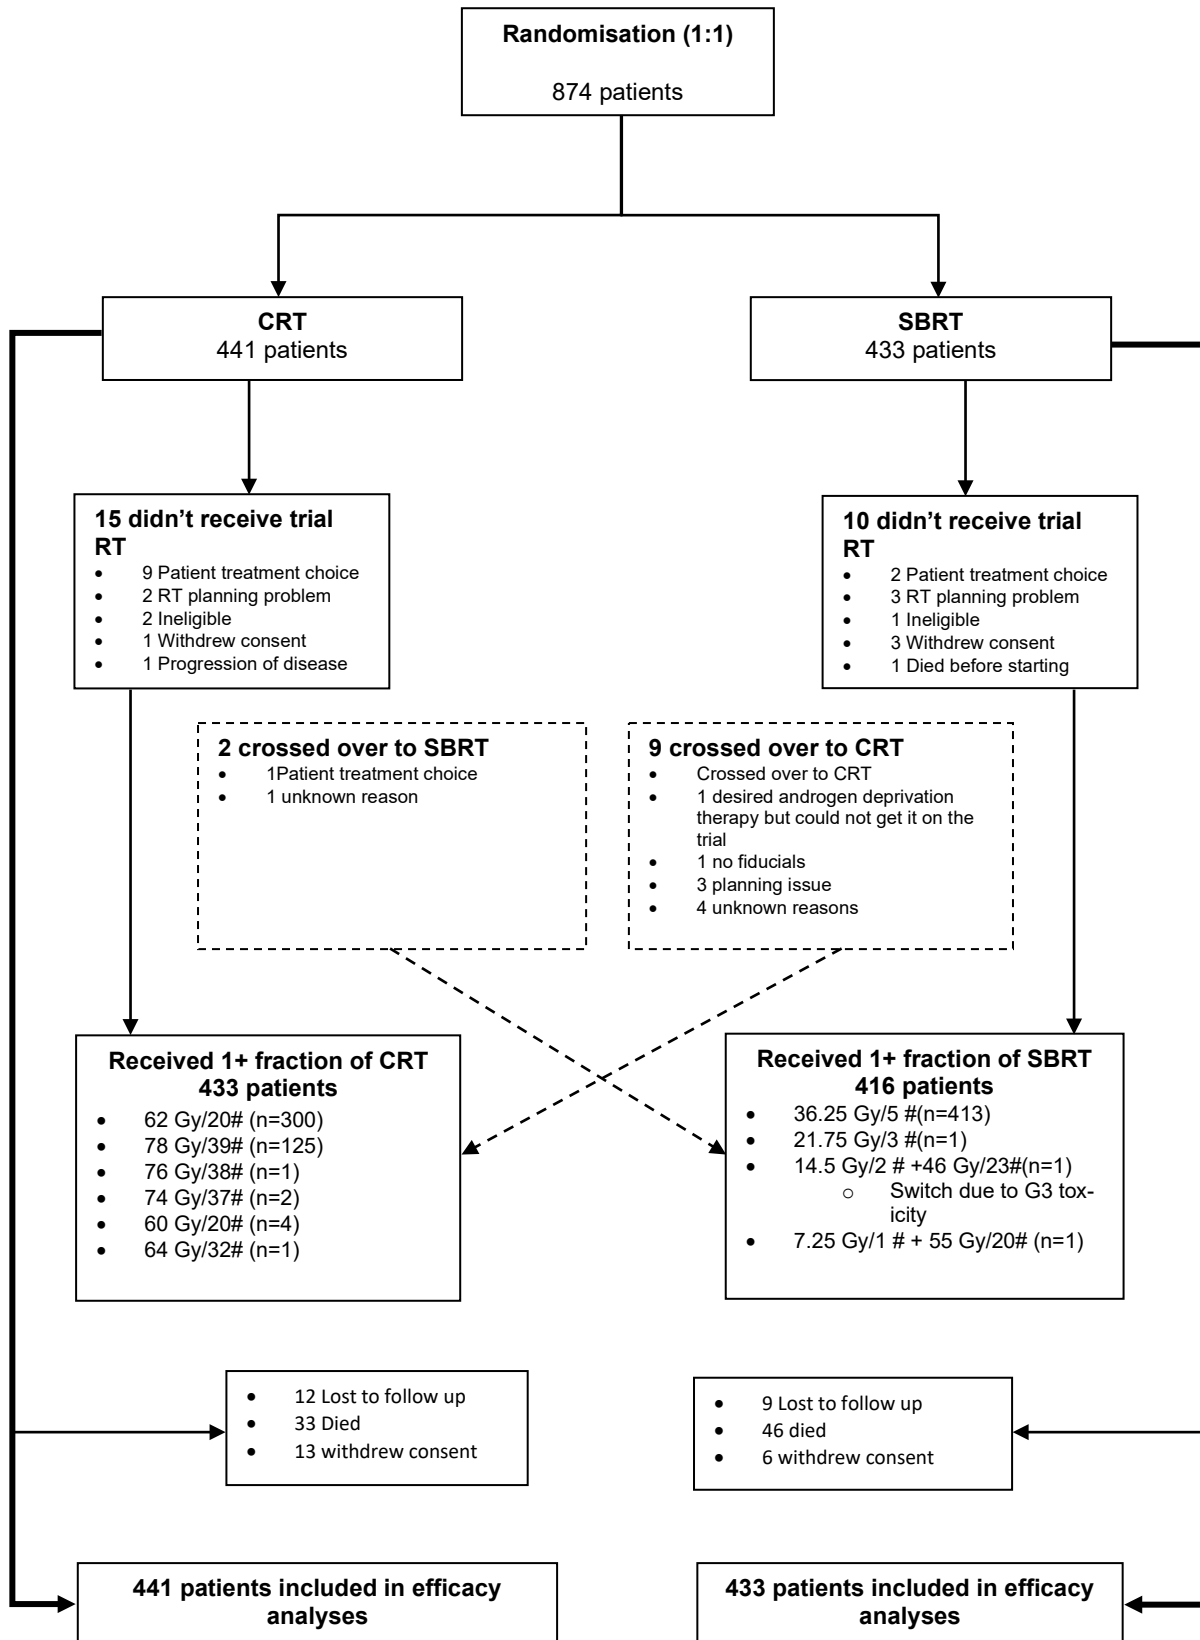 Randomisation (1:1)
874 patients
CRT
441 patients
SBRT
433 patients
15 didn’t receive trial
RT
• 9 Patient treatment choice
• 2 RT planning problem
• 2 Ineligible
• 1 Withdrew consent
• 1 Progression of disease
10 didn’t receive trial
RT
• 2 Patient treatment choice
• 3 RT planning problem
• 1 Ineligible
• 3 Withdrew consent
• 1 Died before starting
2 crossed over to SBRT
• 1Patient treatment choice
• 1 unknown reason
9 crossed over to CRT
• Crossed over to CRT
• 1 desired androgen deprivation
therapy but could not get it on the
trial
• 1 no fiducials
• 3 planning issue
• 4 unknown reasons
Received 1+ fraction of CRT
433 patients
• 62 Gy/20# (n=300)
• 78 Gy/39# (n=125)
• 76 Gy/38# (n=1)
• 74 Gy/37# (n=2)
• 60 Gy/20# (n=4)
• 64 Gy/32# (n=1)
Received 1+ fraction of SBRT
416 patients
• 36.25 Gy/5 #(n=413)
• 21.75 Gy/3 #(n=1)
• 14.5 Gy/2 # +46 Gy/23#(n=1)
o Switch due to G3 tox-
icity
• 7.25 Gy/1 # + 55 Gy/20# (n=1)
• 12 Lost to follow up
• 33 Died
• 13 withdrew consent
• 9 Lost to follow up
• 46 died
• 6 withdrew consent
441 patients included in efficacy
analyses
433 patients included in efficacy
analyses